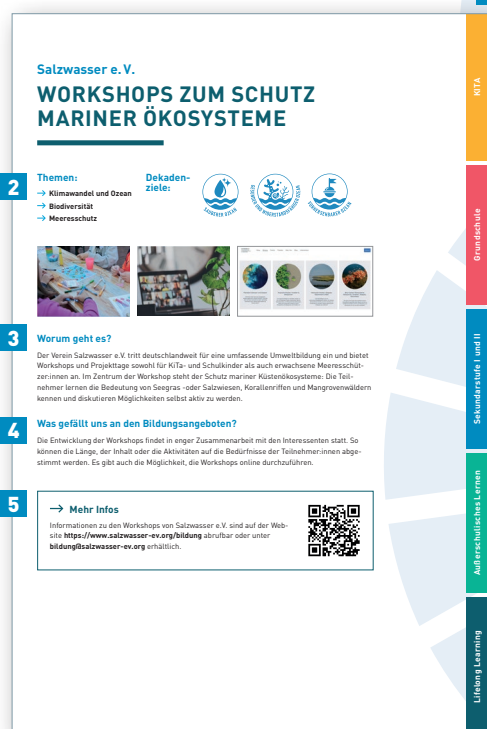 Salzwasser e. V.
WORKSHOPS ZUM SCHUTZ
MARINER ÖKOSYSTEME
2
Themen:
→ Klimawandel und Ozean
→ Biodiversität
→ Meeresschutz
Dekaden-
ziele:
SAUBERER OZEAN
GESUNDER UND WIDERSTANDSFÄHIGER OZEAN
VORHERSAGBARER OZEAN
3
Worum geht es?
Der Verein Salzwasser e.V. tritt deutschlandweit für eine umfassende Umweltbildung ein und bietet
Workshops und Projekttage sowohl für KiTa- und Schulkinder als auch erwachsene Meeresschüt-
zer:innen an. Im Zentrum der Workshop steht der Schutz mariner Küstenökosysteme: Die Teil-
nehmer lernen die Bedeutung von Seegras -oder Salzwiesen, Korallenriffen und Mangrovenwäldern
kennen und diskutieren Möglichkeiten selbst aktiv zu werden.
4
Was gefällt uns an den Bildungsangeboten?
Die Entwicklung der Workshops findet in enger Zusammenarbeit mit den Interessenten statt. So
können die Länge, der Inhalt oder die Aktivitäten auf die Bedürfnisse der Teilnehmer:innen abge-
stimmt werden. Es gibt auch die Möglichkeit, die Workshops online durchzuführen.
5
→ Mehr Infos
Informationen zu den Workshops von Salzwasser e.V. sind auf der Web-
site https://www.salzwasser-ev.org/bildung abrufbar oder unter
bildung@salzwasser-ev.org erhältlich.
KITA
Grundschule
Sekundarstufe I und II
Außerschulisches Lernen
Lifelong Learning